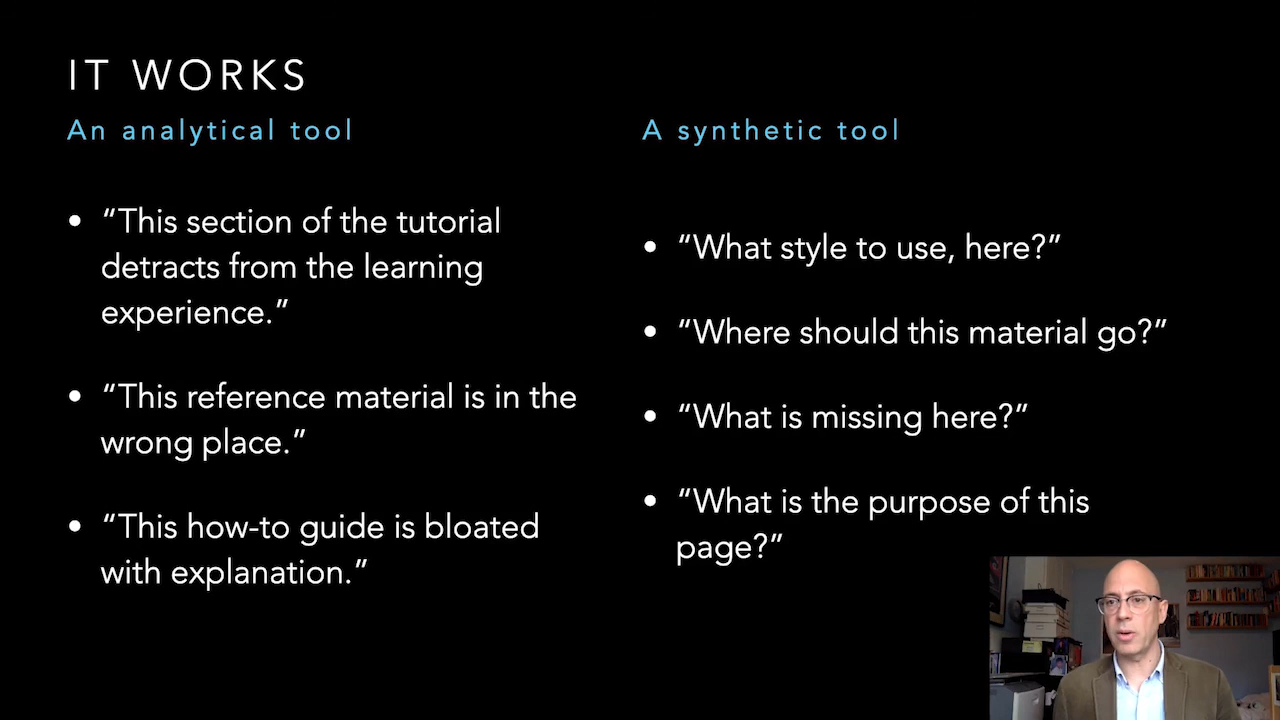 IT WORKS
An analytical tool
• “This section of the tutorial
detracts from the learning
experience.”
• “This reference material is in the
wrong place.”
• “This how-to guide is bloated
with explanation.”
A synthetic tool
• “What style to use, here?”
• “Where should this material go?”
• “What is missing here?”
• “What is the purpose of this
page?”